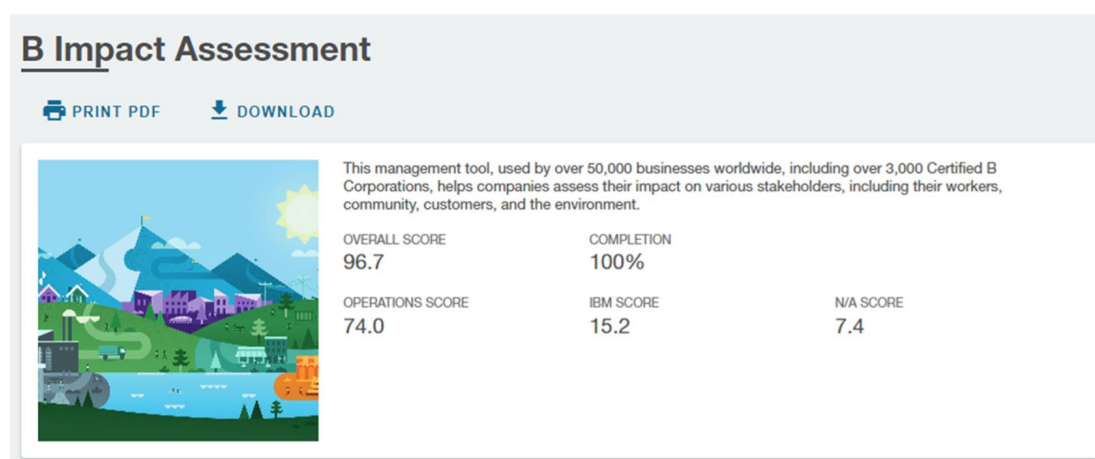 B Impact Assessment
PRINT PDF DOWNLOAD
This management tool, used by over 50,000 businesses worldwide, including over 3,000 Certified B
Corporations, helps companies assess their impact on various stakeholders, including their workers,
community, customers, and the environment.
OVERALL SCORE COMPLETION
96.7 100%
OPERATIONS SCORE IBM SCORE N/A SCORE
74.0 15.2 7.4